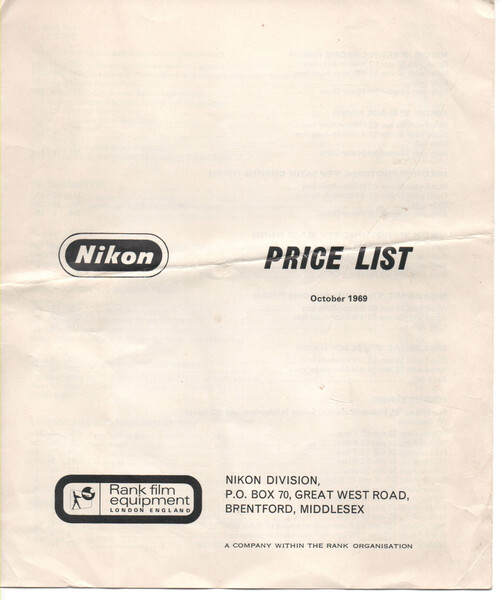 Nikon
PRICE LIST
October 1969
Rank film
equipment
LONDON ENGLAND
NIKON DIVISION,
P.O. BOX 70, GREAT WEST ROAD,
BRENTFORD, MIDDLESEX
A COMPANY WITHIN THE RANK ORGANISATION